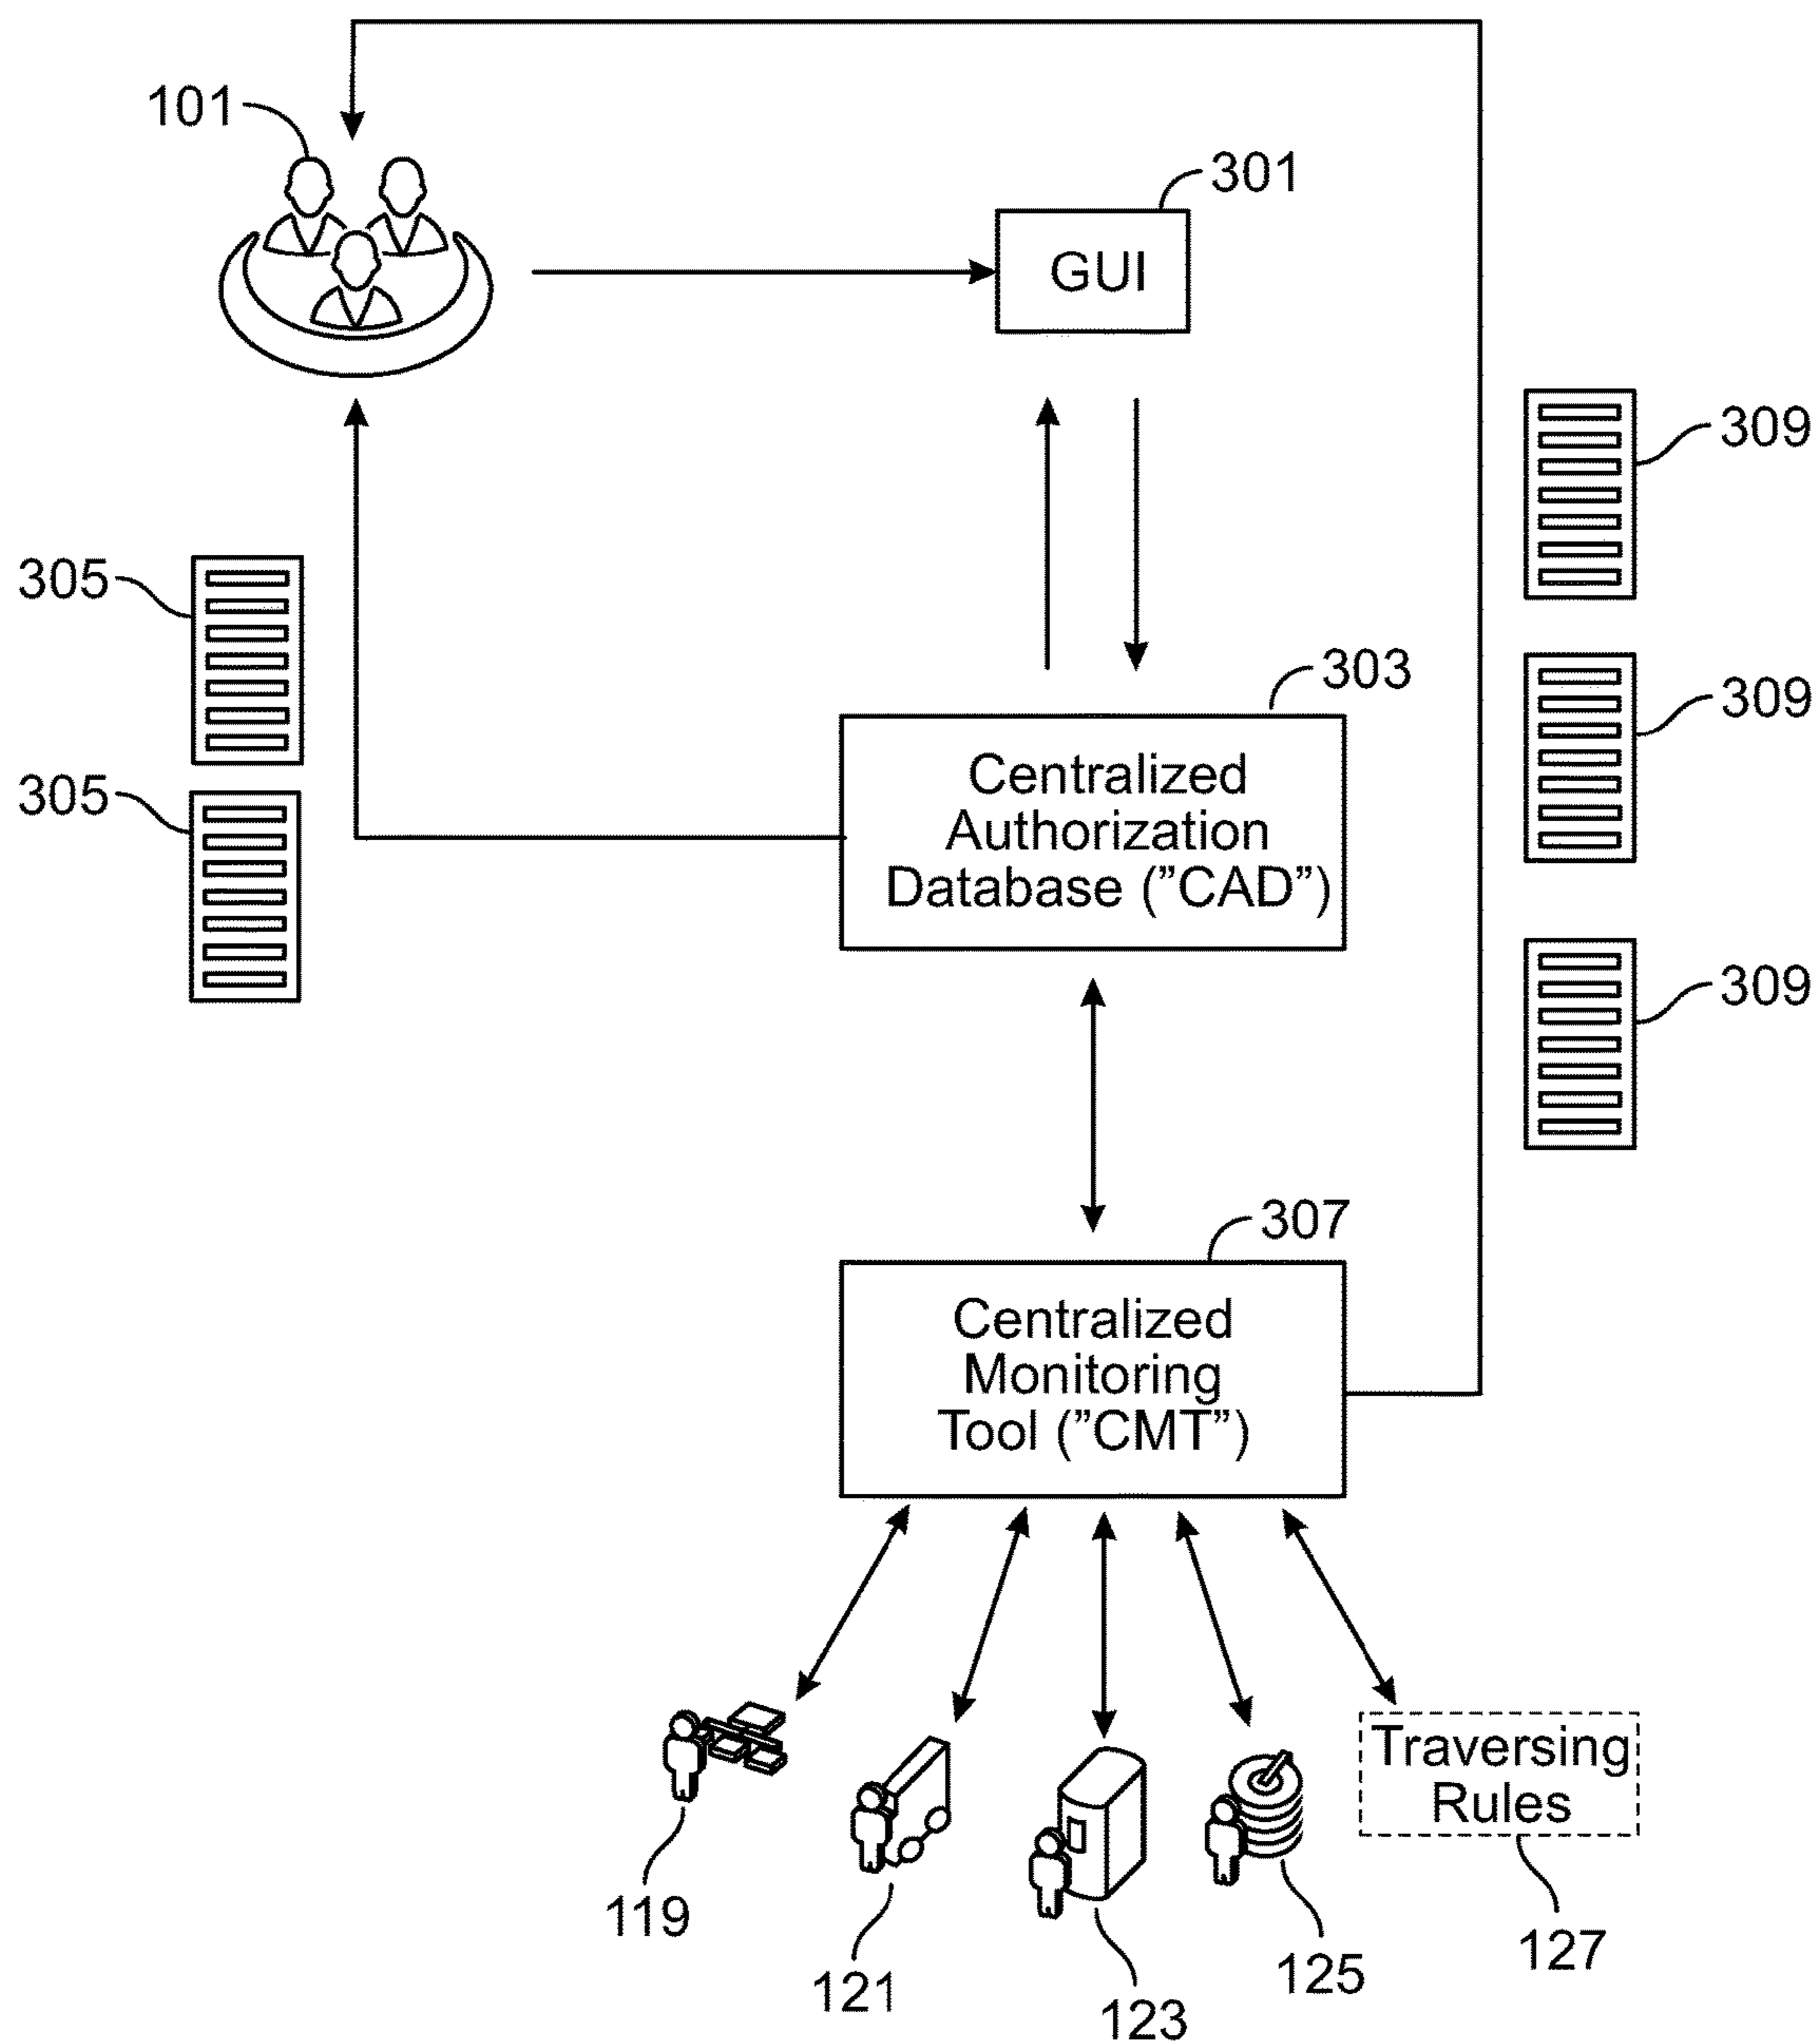 101
301
GUI
309
305
303
309
305
Centralized
Authorization
Database (”CAD”)
309
307
Centralized
Monitoring
Tool (”CMT”)
Traversing
Rules
119
121
123
125
127